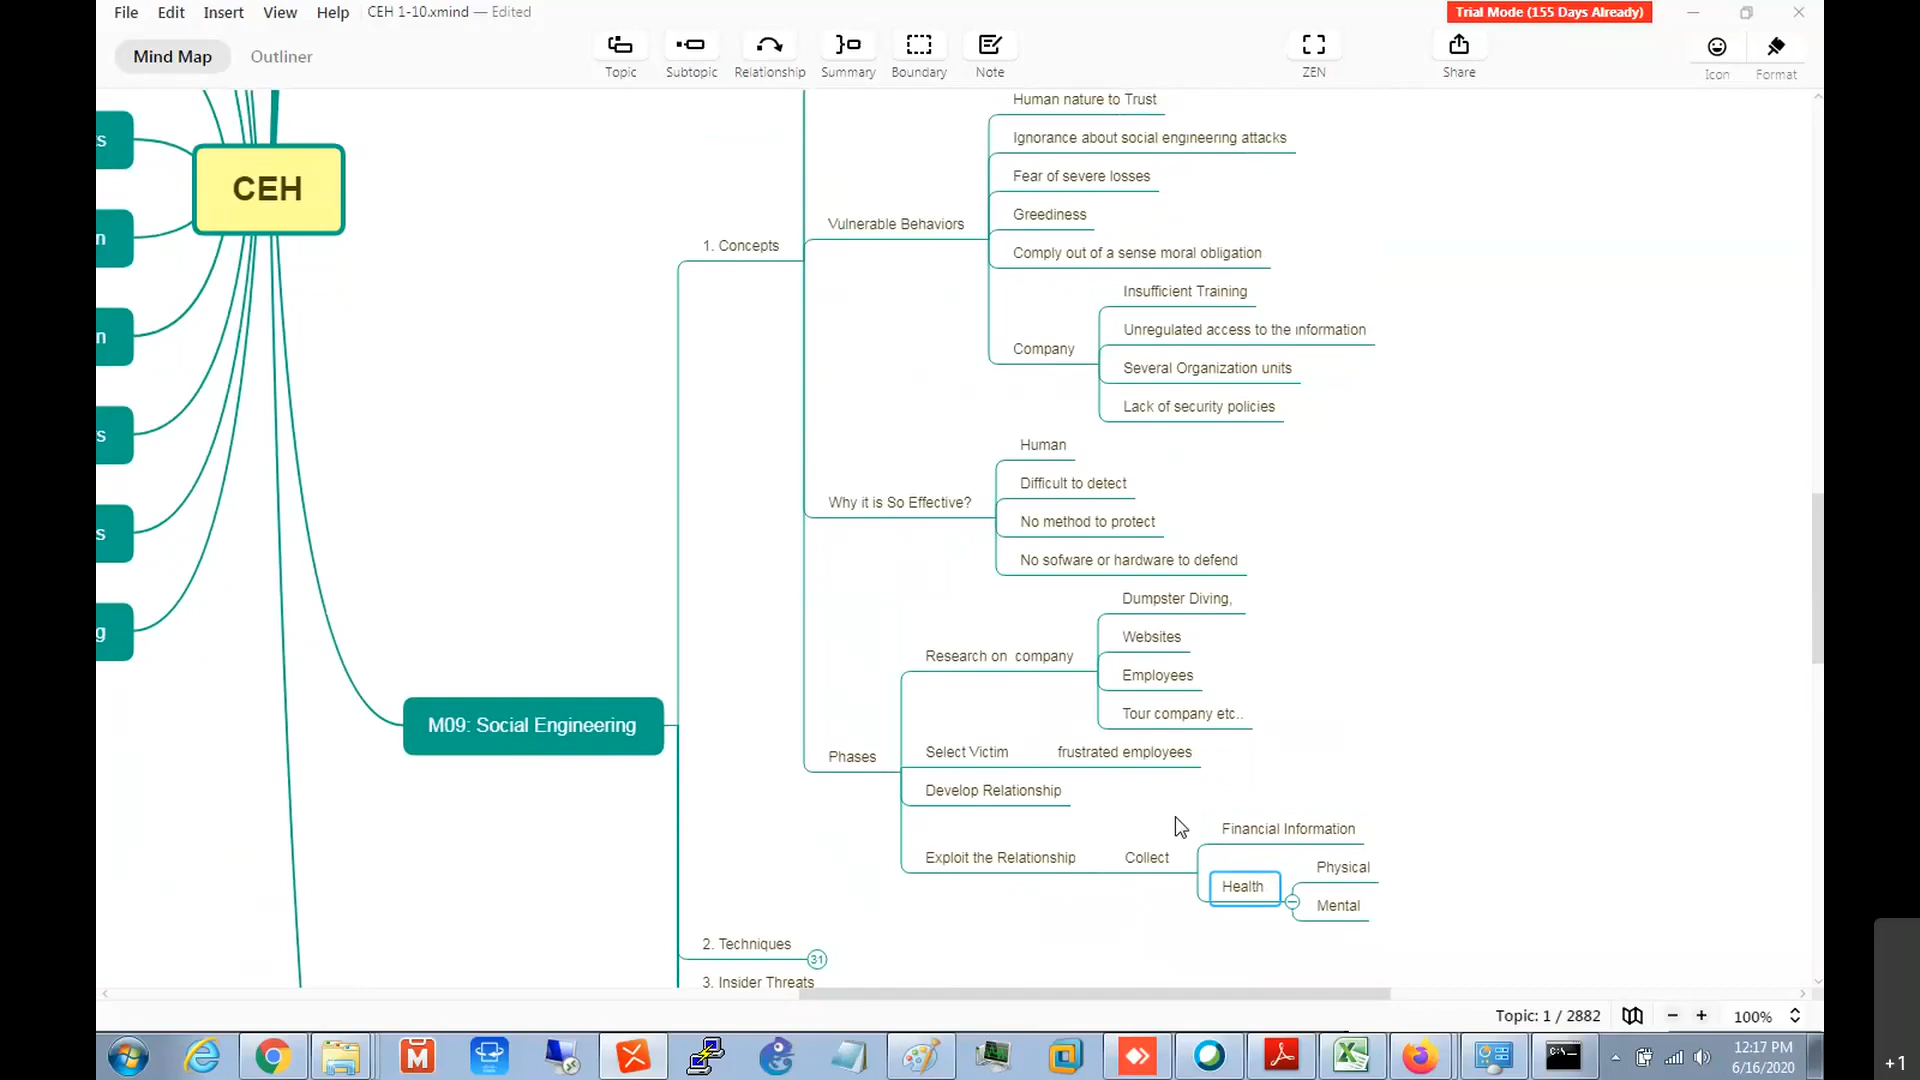 File Edit Insert View Help CEH 1-10.xmind — Edited Trial Mode (155 Days Already)
Mind Map Outliner
Topic Subtopic Relationship Summary Boundary Note ZEN Share Icon Format
Human nature to Trust
s
Ignorance about social engineering attacks
Fear of severe losses
CEH
Greediness
Vulnerable Behaviors
n
1. Concepts
Comply out of a sense moral obligation
Insufficient Training
Unregulated access to the information
n
Company
Several Organization units
Lack of security policies
s
Human
Difficult to detect
Why it is So Effective?
No method to protect
s
No sofware or hardware to defend
Dumpster Diving,
g
Websites
Research on company
Employees
Tour company etc..
M09: Social Engineering
Select Victim frustrated employees
Phases
Develop Relationship
Financial Information
Exploit the Relationship Collect
Physical
Health
Mental
2. Techniques
31
3. Insider Threats
Topic: 1 / 2882 100%
12:17 PM
6/16/2020
+1